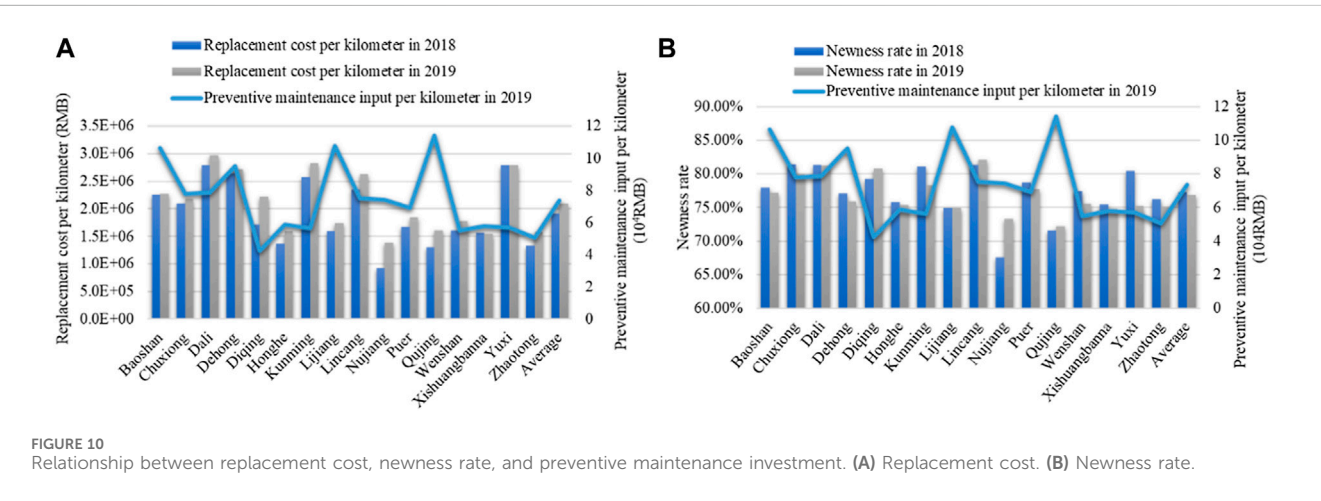 A
Replacement cost per kilometer in 2018
Replacement cost per kilometer in 2019
Preventive maintenance input per kilometer in 2019
Replacement cost per kilometer (RMB)
3.5E+06
3.0E+06
2.5E+06
2.0E+06
1.5E+06
1.0E+06
5.0E+05
0.0E+00
12
10
8
6
4
2
0
Preventive maintenance input per kilometer
(10⁴RMB)
Baoshan
Chuxiong
Dali
Dehong
Diqing
Honghe
Kunming
Lijiang
Lincang
Nujiang
Puer
Qujing
Wenshan
Xishuangbanna
Yuxi
Zhaotong
Average
B
Newness rate in 2018
Newness rate in 2019
Preventive maintenance input per kilometer in 2019
Newness rate
90.00%
85.00%
80.00%
75.00%
70.00%
65.00%
60.00%
12
10
8
6
4
2
0
Preventive maintenance input per kilometer
(104RMB)
Baoshan
Chuxiong
Dali
Dehong
Diqing
Honghe
Kunming
Lijiang
Lincang
Nujiang
Puer
Qujing
Wenshan
Xishuangbanna
Yuxi
Zhaotong
Average
FIGURE 10
Relationship between replacement cost, newness rate, and preventive maintenance investment. (A) Replacement cost. (B) Newness rate.